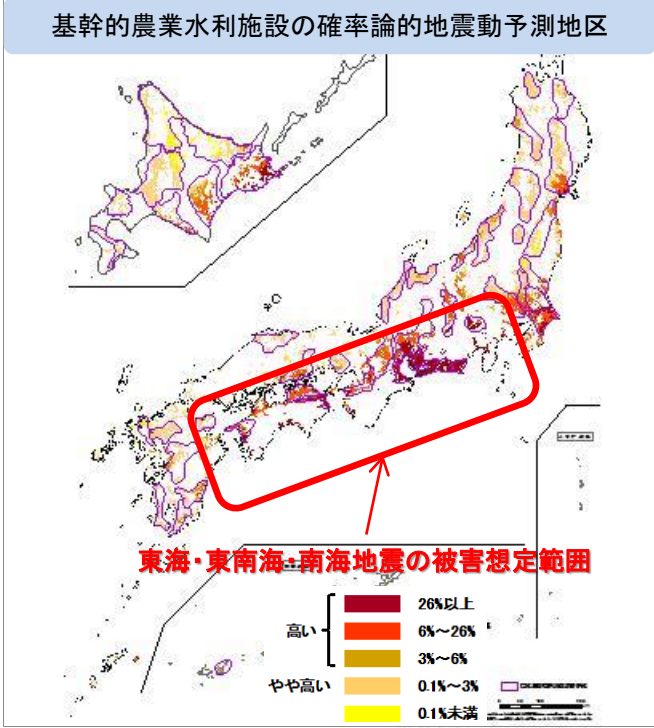 基幹的農業水利施設の確率論的地震動予測地区
東海・東南海・南海地震の被害想定範囲
高い
26%以上
6%～26%
3%～6%
やや高い
0.1%～3%
0.1%未満